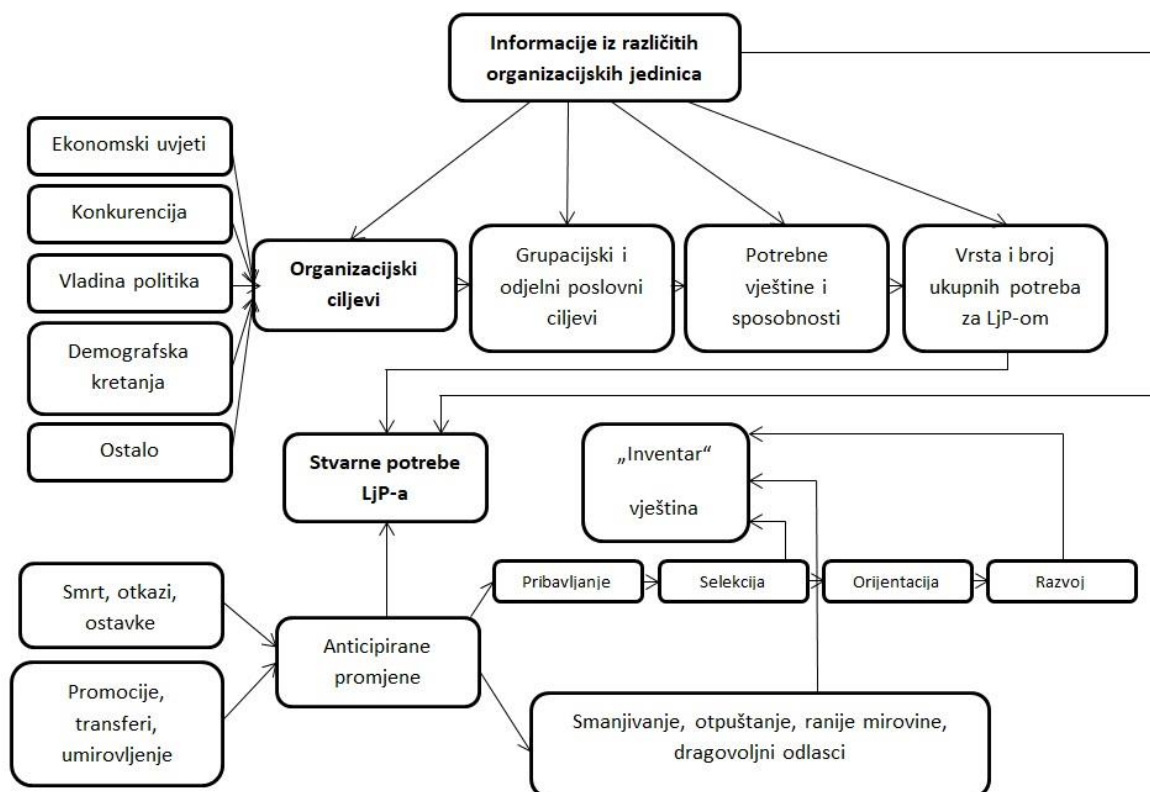 Informacije iz različitih
organizacijskih jedinica
Ekonomski uvjeti
Konkurencija
Vladina politika
Demografska
kretanja
Ostalo
Organizacijski
ciljevi
Grupacijski i
odjelni poslovni
ciljevi
Potrebne
vještine i
sposobnosti
Vrsta i broj
ukupnih potreba
za LjP-om
Stvarne potrebe
LjP-a
„Inventar“
vještina
Smrt, otkazi,
ostavke
Promocije,
transferi,
umirovljenje
Anticipirane
promjene
Pribavljanje
Selekcija
Orijentacija
Razvoj
Smanjivanje, otpuštanje, ranije mirovine,
dragovoljni odlasci